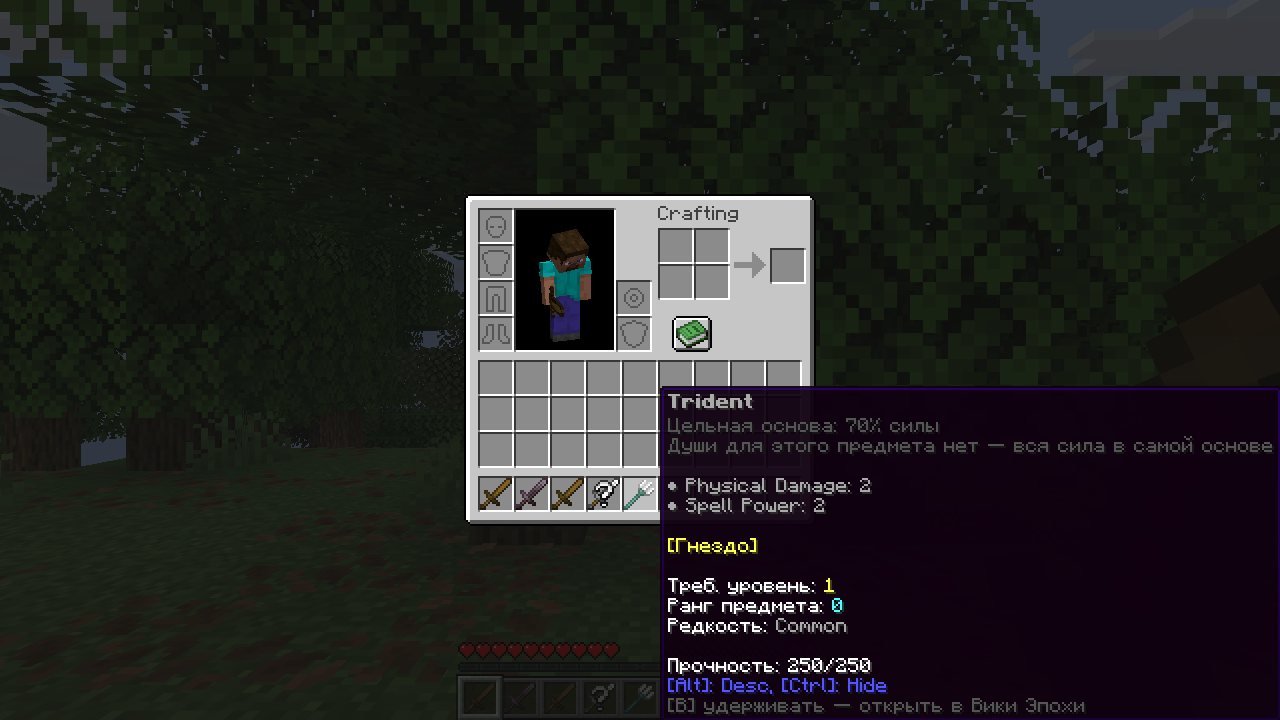 Crafting
Trident
Цельная основа: 70% силы
Души для этого предмета нет — вся сила в самой основе
• Physical Damage: 2
• Spell Power: 2
[Гнездо]
Треб. уровень: 1
Ранг предмета: 0
Редкость: Common
Прочность: 250/250
[Alt]: Desc, [Ctrl]: Hide
[B] удерживать — открыть в Вики Эпохи